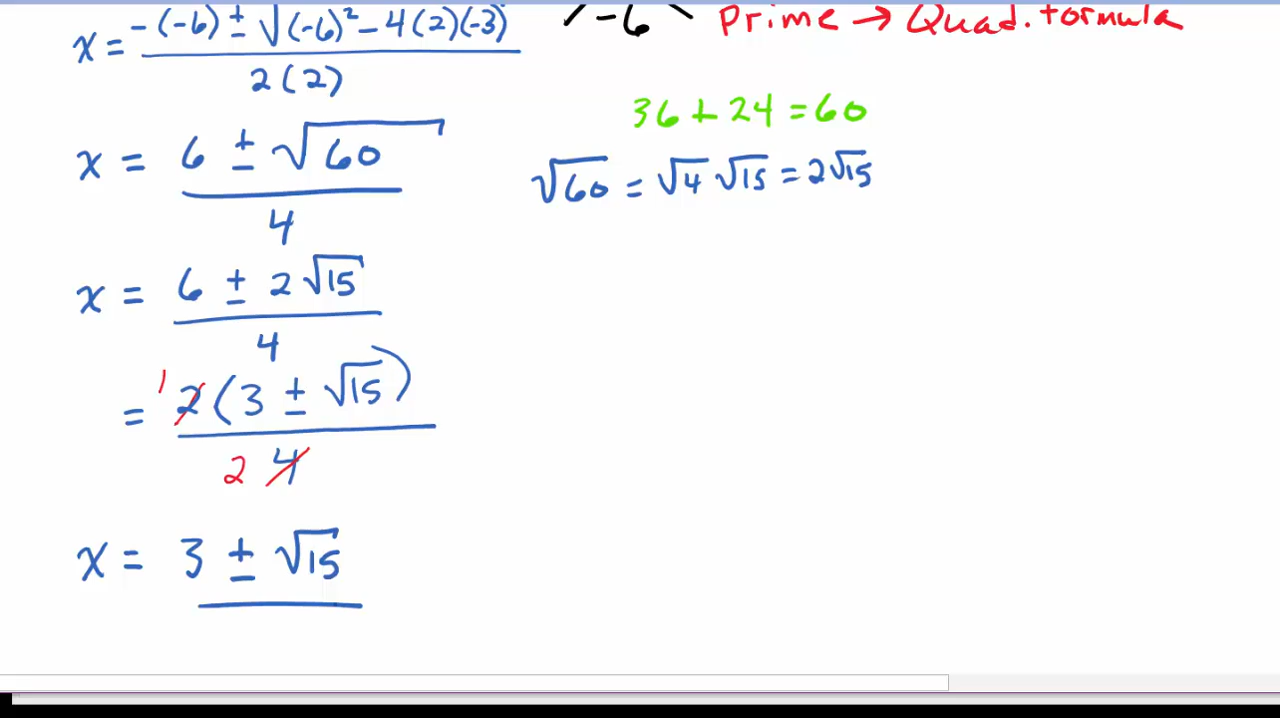 x = -(-6) ± √(-6)² - 4(2)(-3)
2(2)
-6
Prime → Quad. formula
36 + 24 = 60
√60 = √4 √15 = 2√15
x = 6 ± √60
4
x = 6 ± 2√15
4
= 1 2(3 ± √15)
2 4
x = 3 ± √15